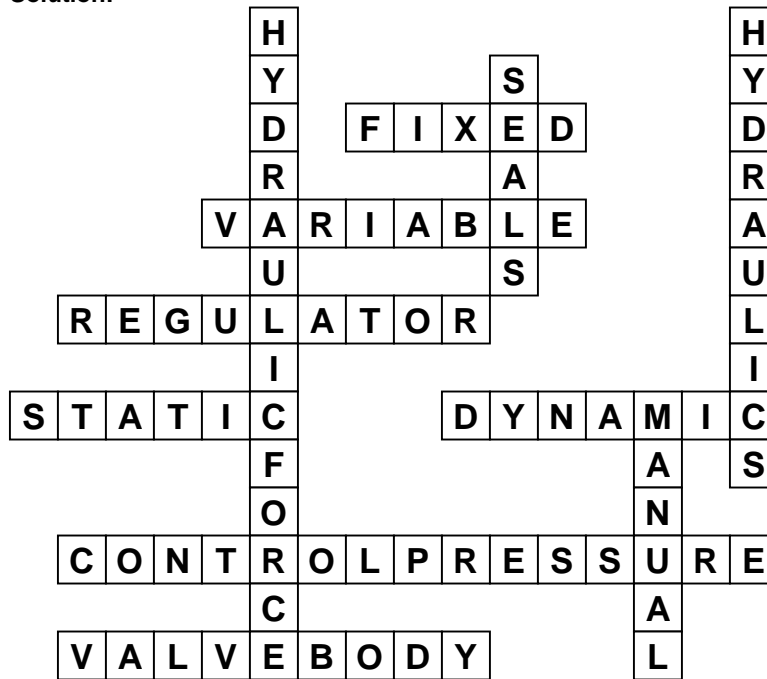 Solution:
H H
Y S Y
D F I X E D D
R A R
V A R I A B L E A
U S U
R E G U L A T O R L
I I
S T A T I C D Y N A M I C
F A S
O N
C O N T R O L P R E S S U R E
C A
V A L V E B O D Y L